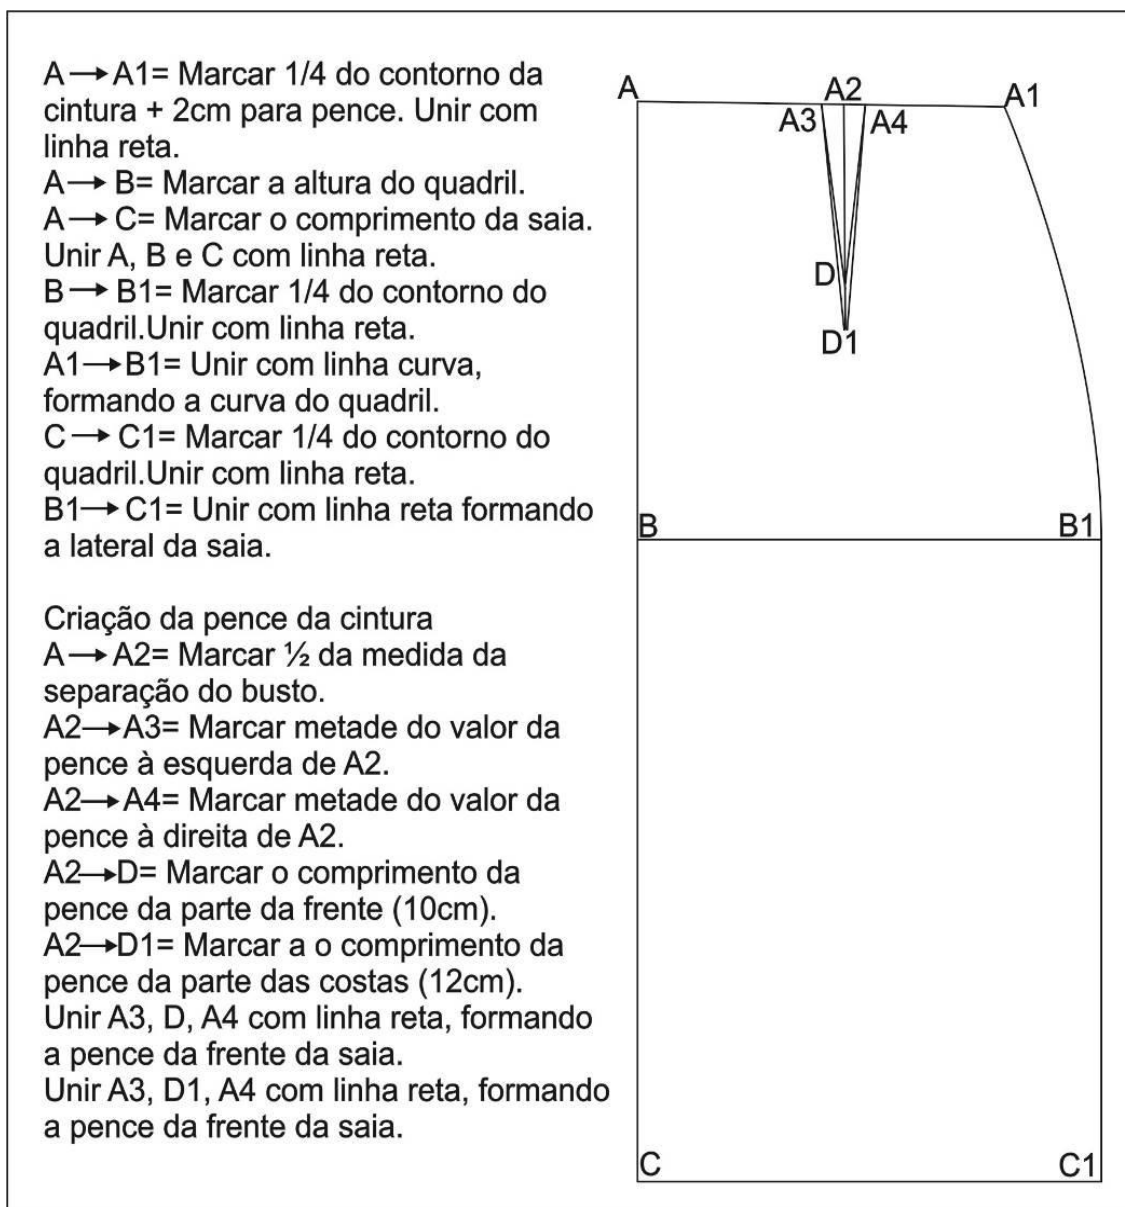 A→A1= Marcar 1/4 do contorno da
cintura + 2cm para pence. Unir com
linha reta.
A→ B= Marcar a altura do quadril.
A→ C= Marcar o comprimento da saia.
Unir A, B e C com linha reta.
B→ B1= Marcar 1/4 do contorno do
quadril.Unir com linha reta.
A1→B1= Unir com linha curva,
formando a curva do quadril.
C→ C1= Marcar 1/4 do contorno do
quadril.Unir com linha reta.
B1→ C1= Unir com linha reta formando
a lateral da saia.
Criação da pence da cintura
A→ A2= Marcar ½ da medida da
separação do busto.
A2→A3= Marcar metade do valor da
pence à esquerda de A2.
A2→A4= Marcar metade do valor da
pence à direita de A2.
A2→D= Marcar o comprimento da
pence da parte da frente (10cm).
A2→D1= Marcar a o comprimento da
pence da parte das costas (12cm).
Unir A3, D, A4 com linha reta, formando
a pence da frente da saia.
Unir A3, D1, A4 com linha reta, formando
a pence da frente da saia.
A
A2
A1
A3
A4
D
D1
B
B1
C
C1